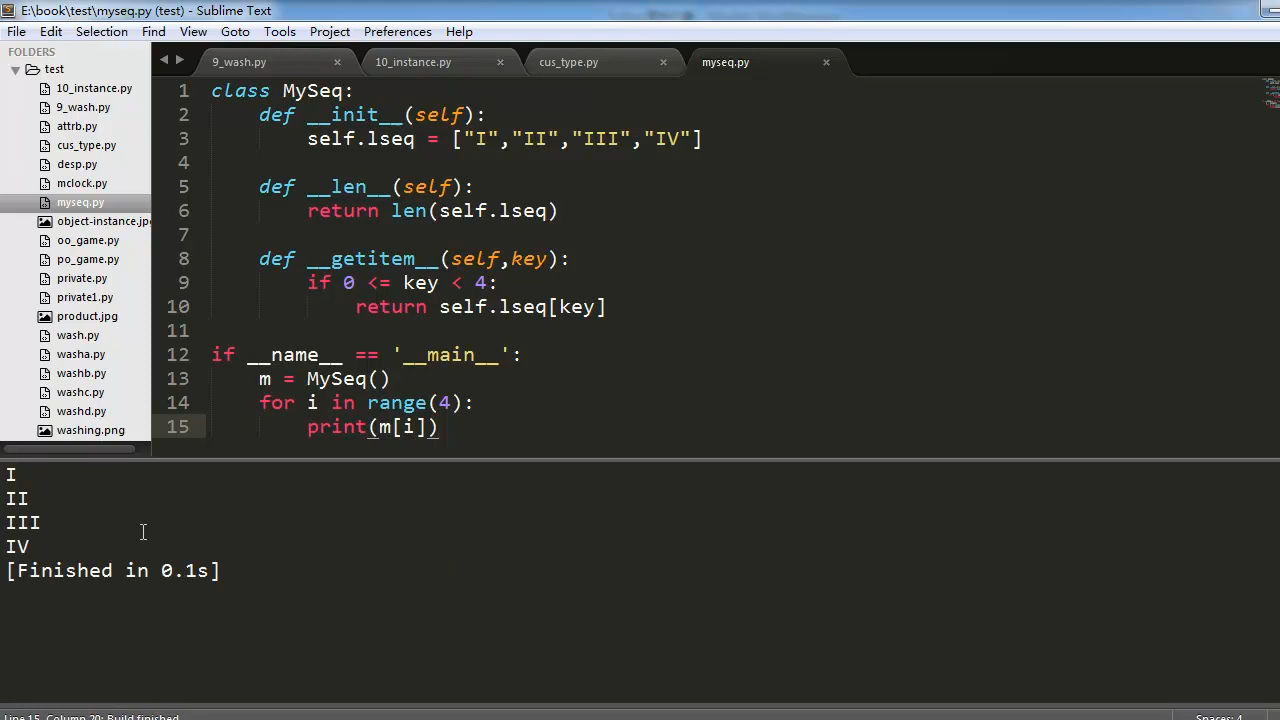 E:\book\test\myseq.py (test) - Sublime Text
File Edit Selection Find View Goto Tools Project Preferences Help
FOLDERS
test
10_instance.py
9_wash.py
attrb.py
cus_type.py
desp.py
mclock.py
myseq.py
object-instance.jpg
oo_game.py
po_game.py
private.py
private1.py
product.jpg
wash.py
washa.py
washb.py
washc.py
washd.py
washing.png
9_wash.py 10_instance.py cus_type.py myseq.py
1 class MySeq:
2     def __init__(self):
3         self.lseq = ["I","II","III","IV"]
4
5     def __len__(self):
6         return len(self.lseq)
7
8     def __getitem__(self,key):
9         if 0 <= key < 4:
10             return self.lseq[key]
11
12 if __name__ == '__main__':
13     m = MySeq()
14     for i in range(4):
15         print(m[i])
I
II
III
IV
[Finished in 0.1s]
Line 15, Column 20; Build finished
Spaces: 4